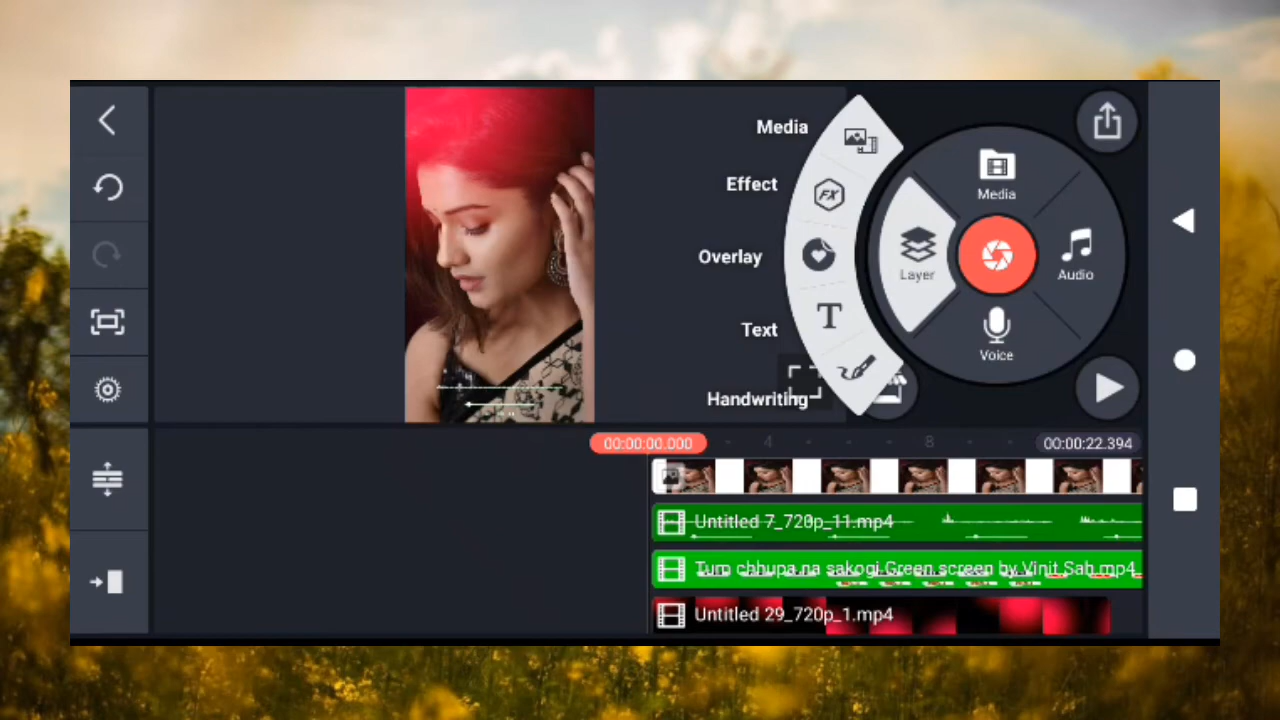 Media
Effect
Overlay
Text
Handwriting
Media
Layer
Audio
Voice
00:00:00.000
4
8
00:00:22.394
Untitled 7_720p_11.mp4
Tum chhupa na sakogi Green screen by Vinit Sab.mp4
Untitled 29_720p_1.mp4